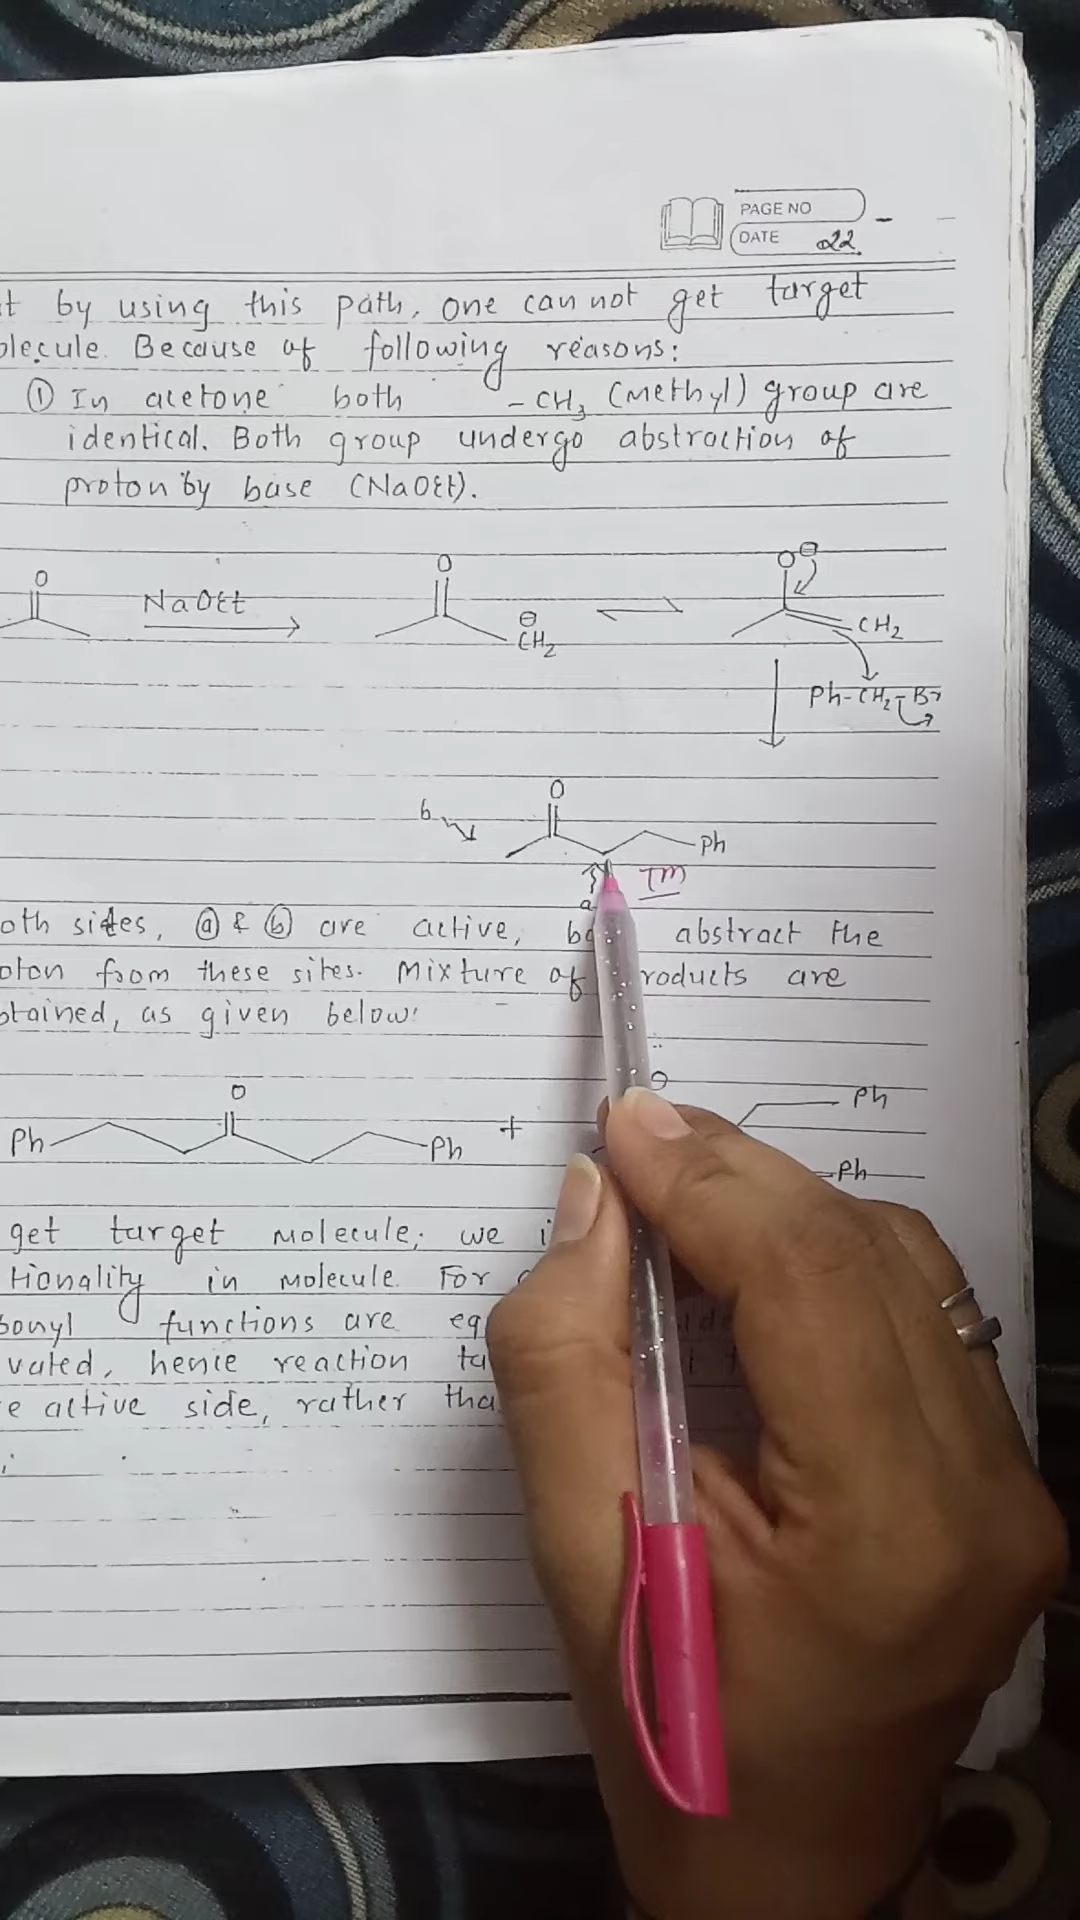 PAGE NO
DATE 22
t by using this path, one can not get target
olecule. Because of following reasons:
① In acetone both -CH3 (methyl) group are
identical. Both group undergo abstraction of
proton by base (NaOEt).
O O O ⊖
NaOEt
⊖
CH2 CH2
Ph-CH2-Br
O
b
Ph
a TM
oth sites, ⓐ & ⓑ are active, abstract the
oton from these sites. Mixture of roducts are
btained, as given below:
O O Ph
Ph Ph + Ph
get target molecule; we i
tionality in molecule. For
bonyl functions are eq
vated, hence reaction ta
e active side, rather tha